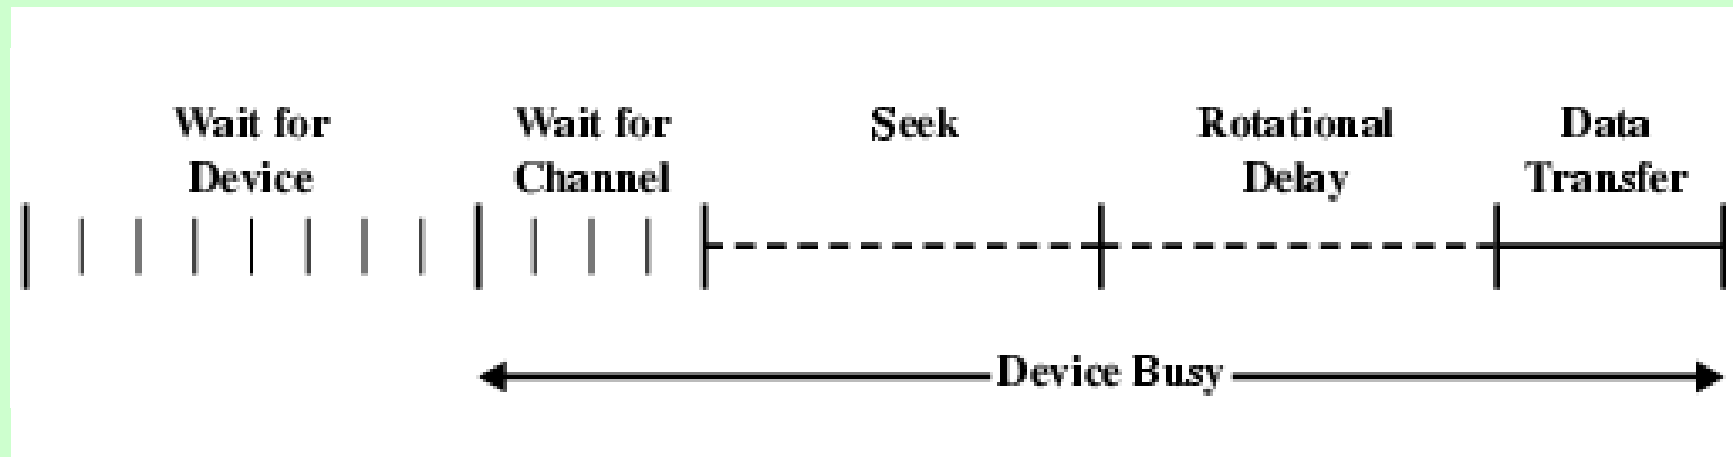 Wait for
Device
Wait for
Channel
Seek
Rotational
Delay
Data
Transfer
Device Busy